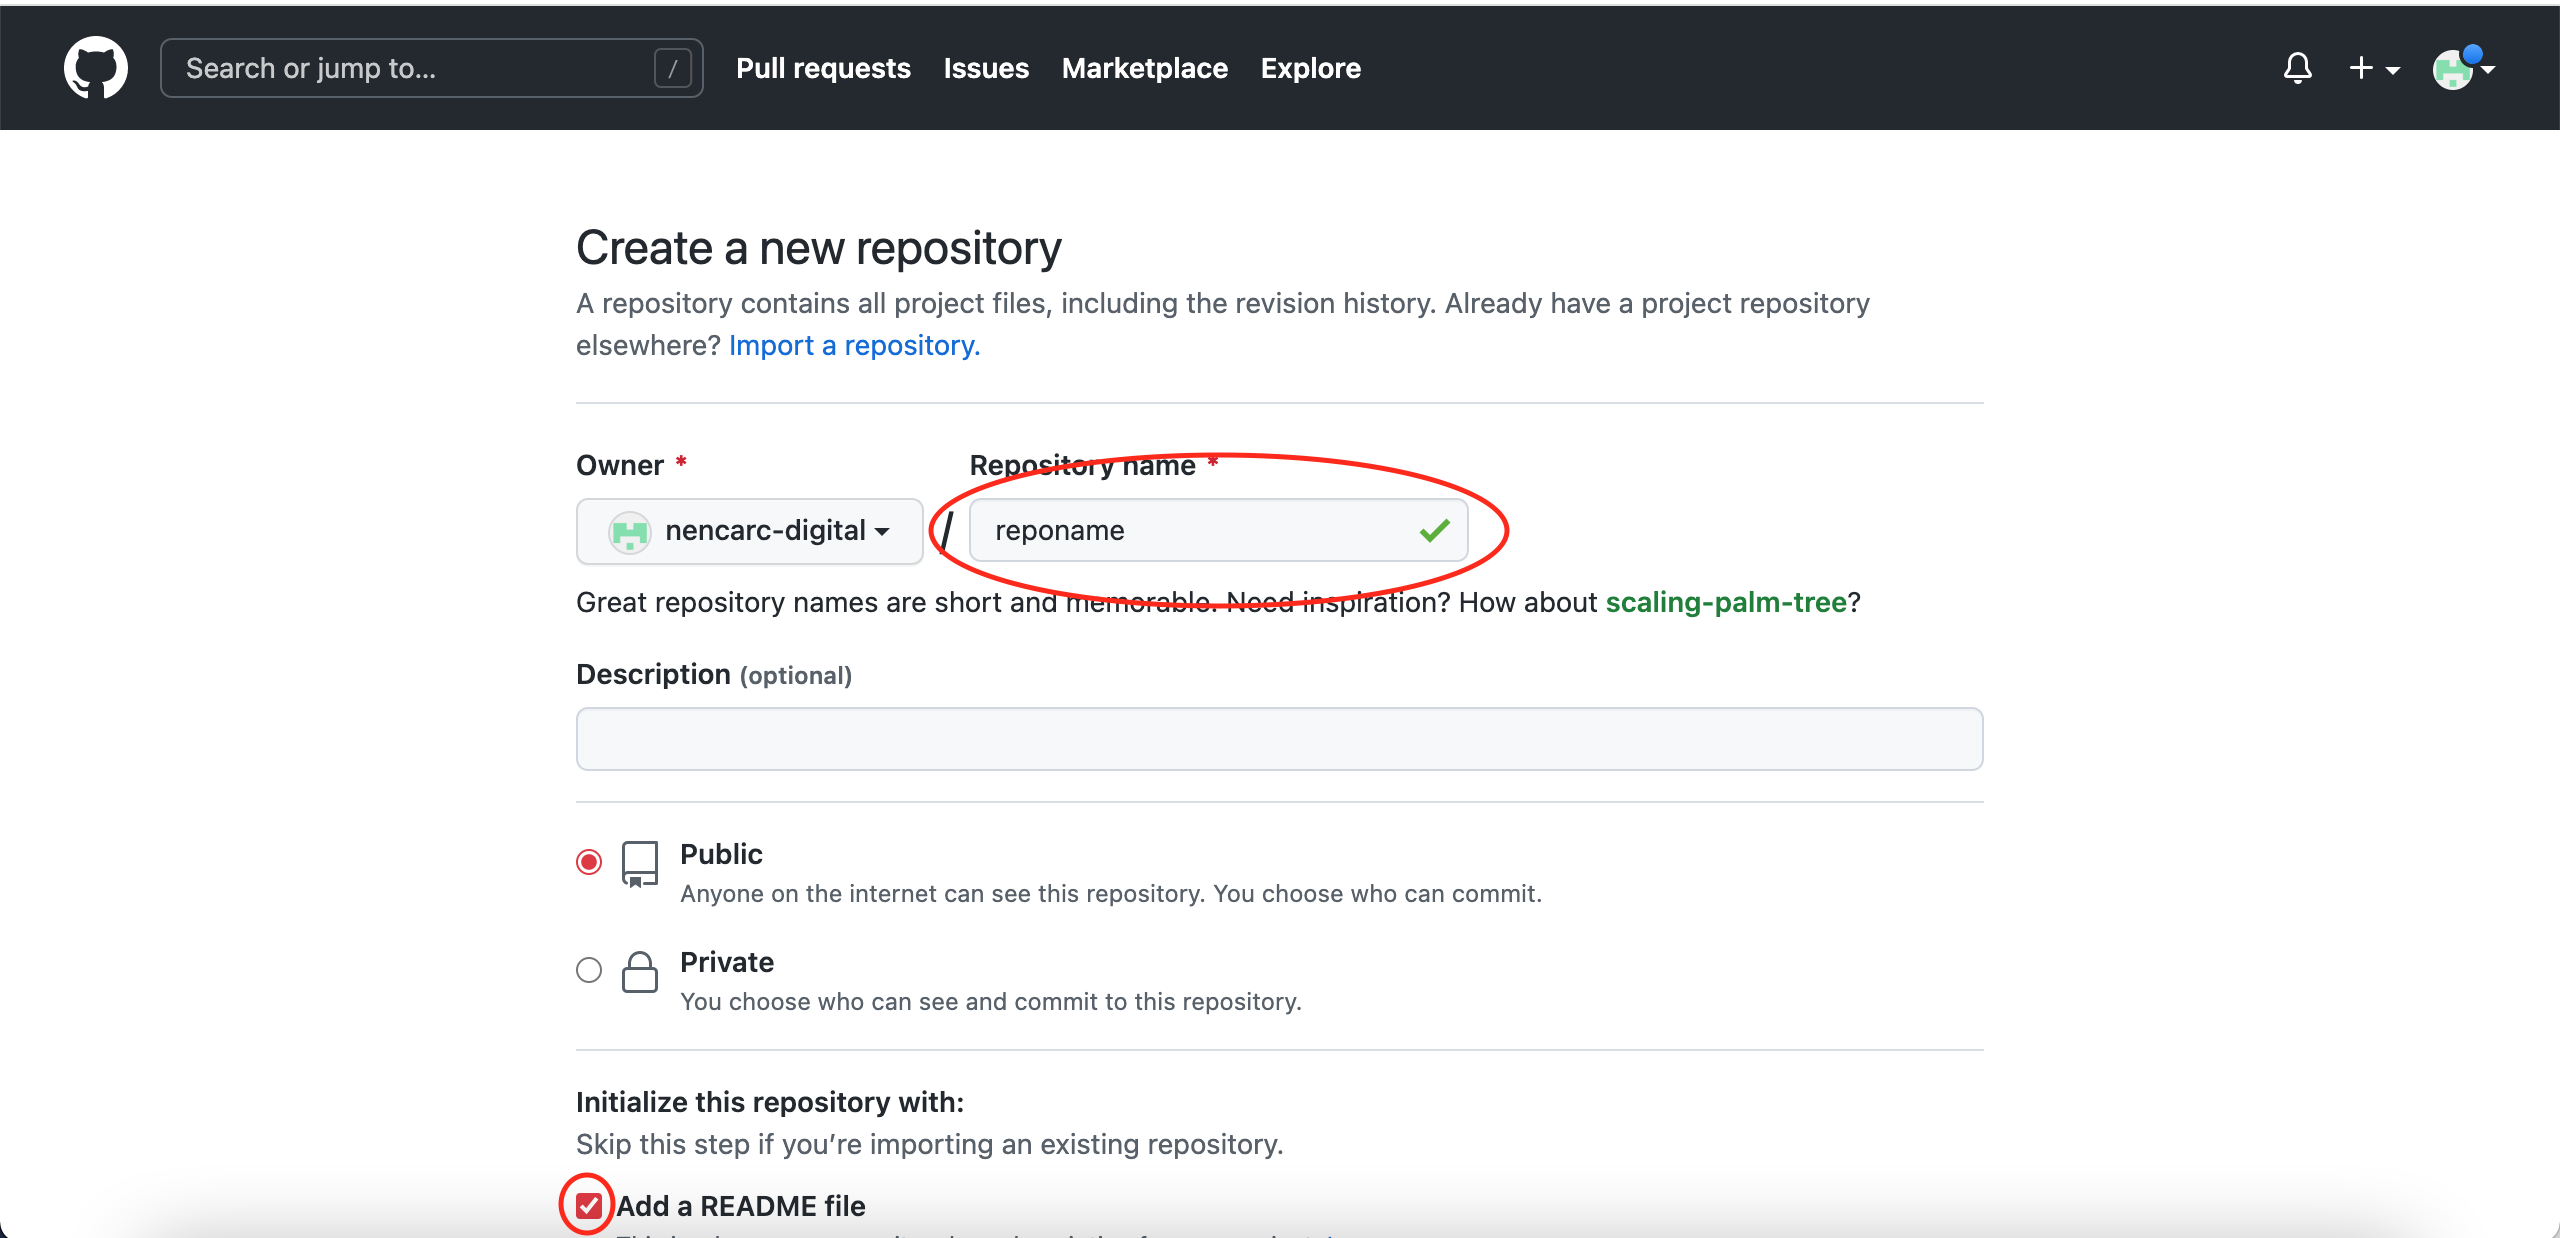 Search or jump to... /
Pull requests
Issues
Marketplace
Explore
Create a new repository
A repository contains all project files, including the revision history. Already have a project repository
elsewhere? Import a repository.
Owner *
Repository name *
nencarc-digital
/
reponame
Great repository names are short and memorable. Need inspiration? How about scaling-palm-tree?
Description (optional)
Public
Anyone on the internet can see this repository. You choose who can commit.
Private
You choose who can see and commit to this repository.
Initialize this repository with:
Skip this step if you’re importing an existing repository.
Add a README file